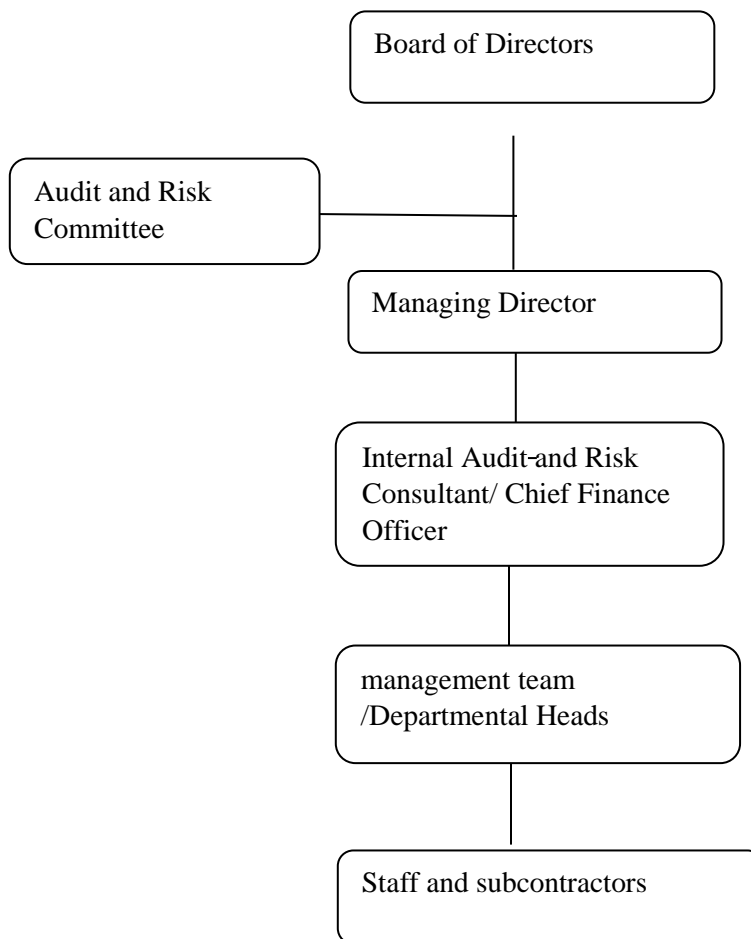 Board of Directors
Audit and Risk
Committee
Managing Director
Internal Audit-and Risk
Consultant/ Chief Finance
Officer
management team
/Departmental Heads
Staff and subcontractors